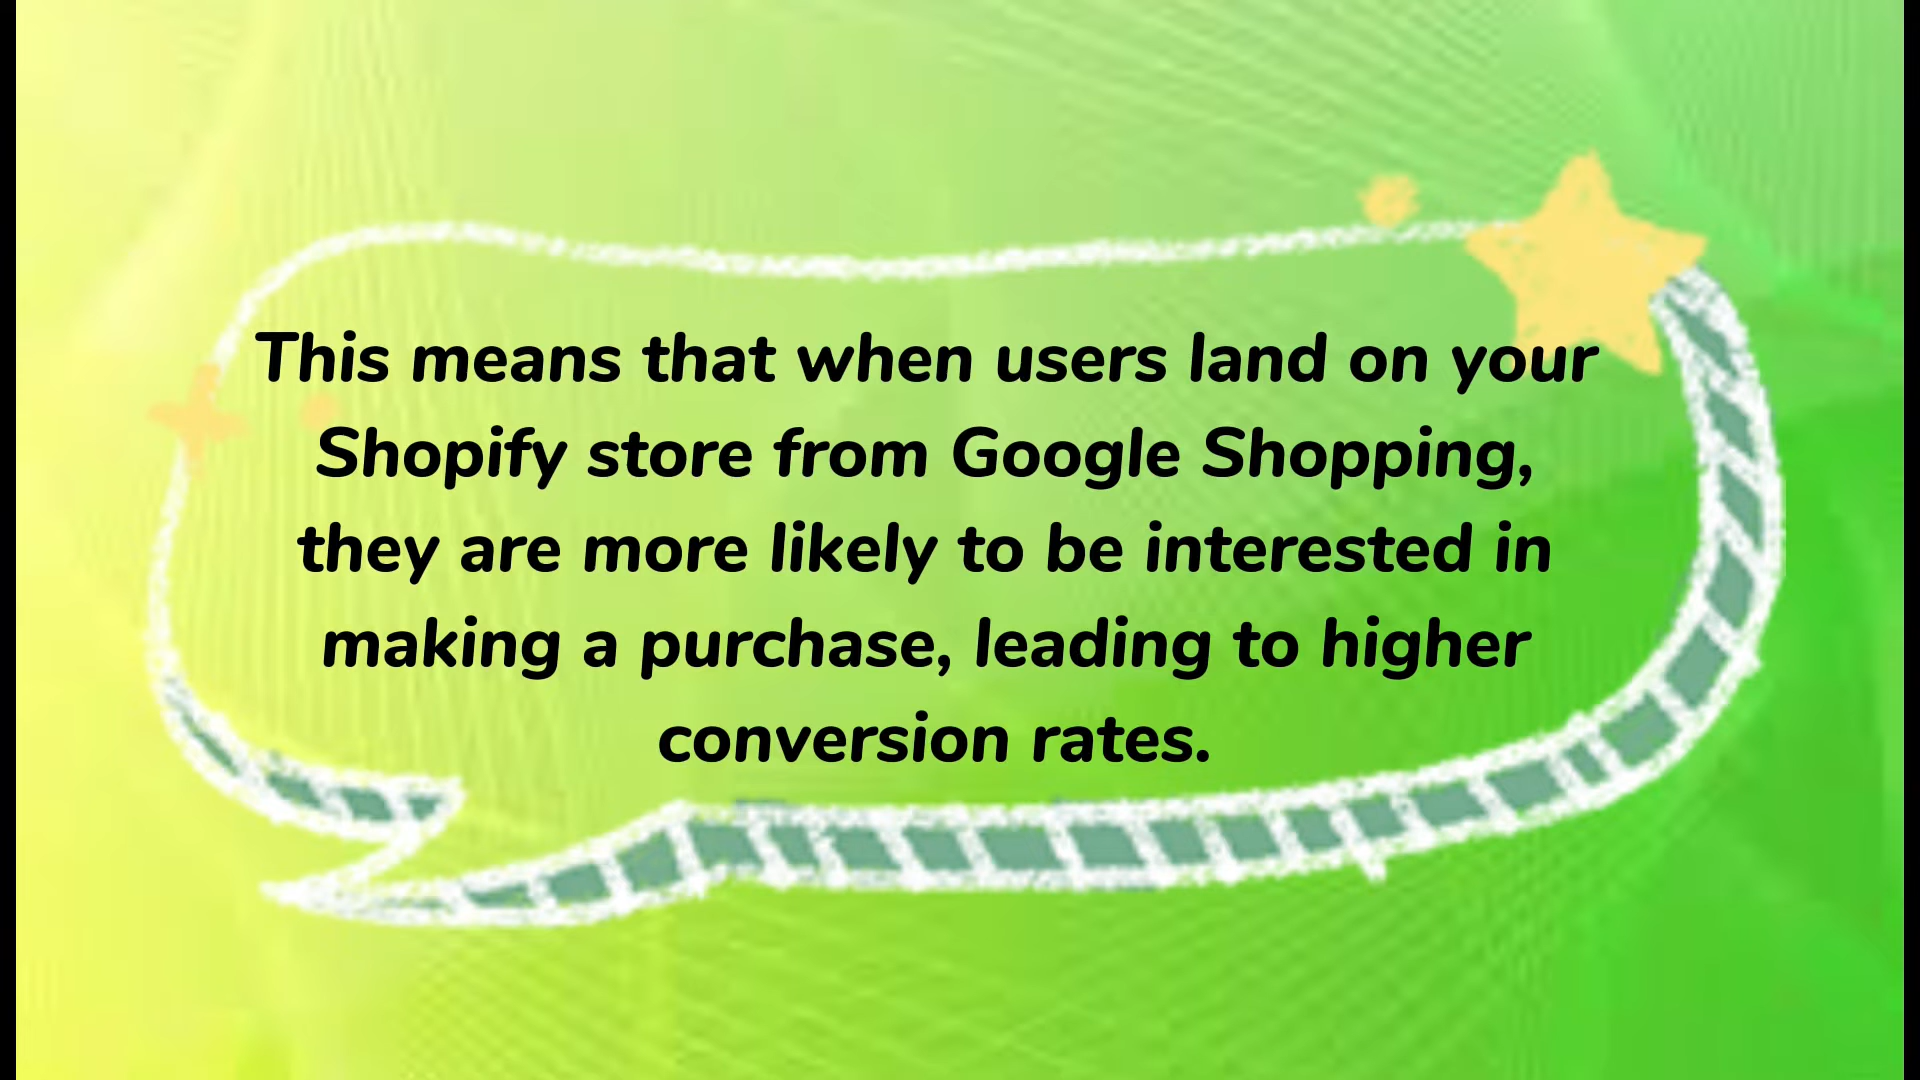 This means that when users land on your
Shopify store from Google Shopping,
they are more likely to be interested in
making a purchase, leading to higher
conversion rates.